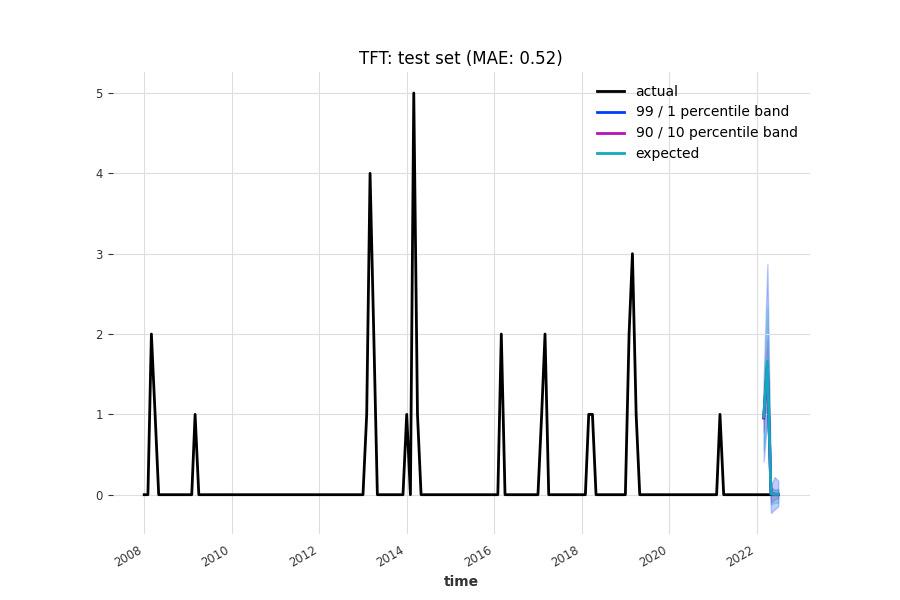 TFT: test set (MAE: 0.52)
actual
99 / 1 percentile band
90 / 10 percentile band
expected
5
4
3
2
1
0
2008
2010
2012
2014
2016
2018
2020
2022
time